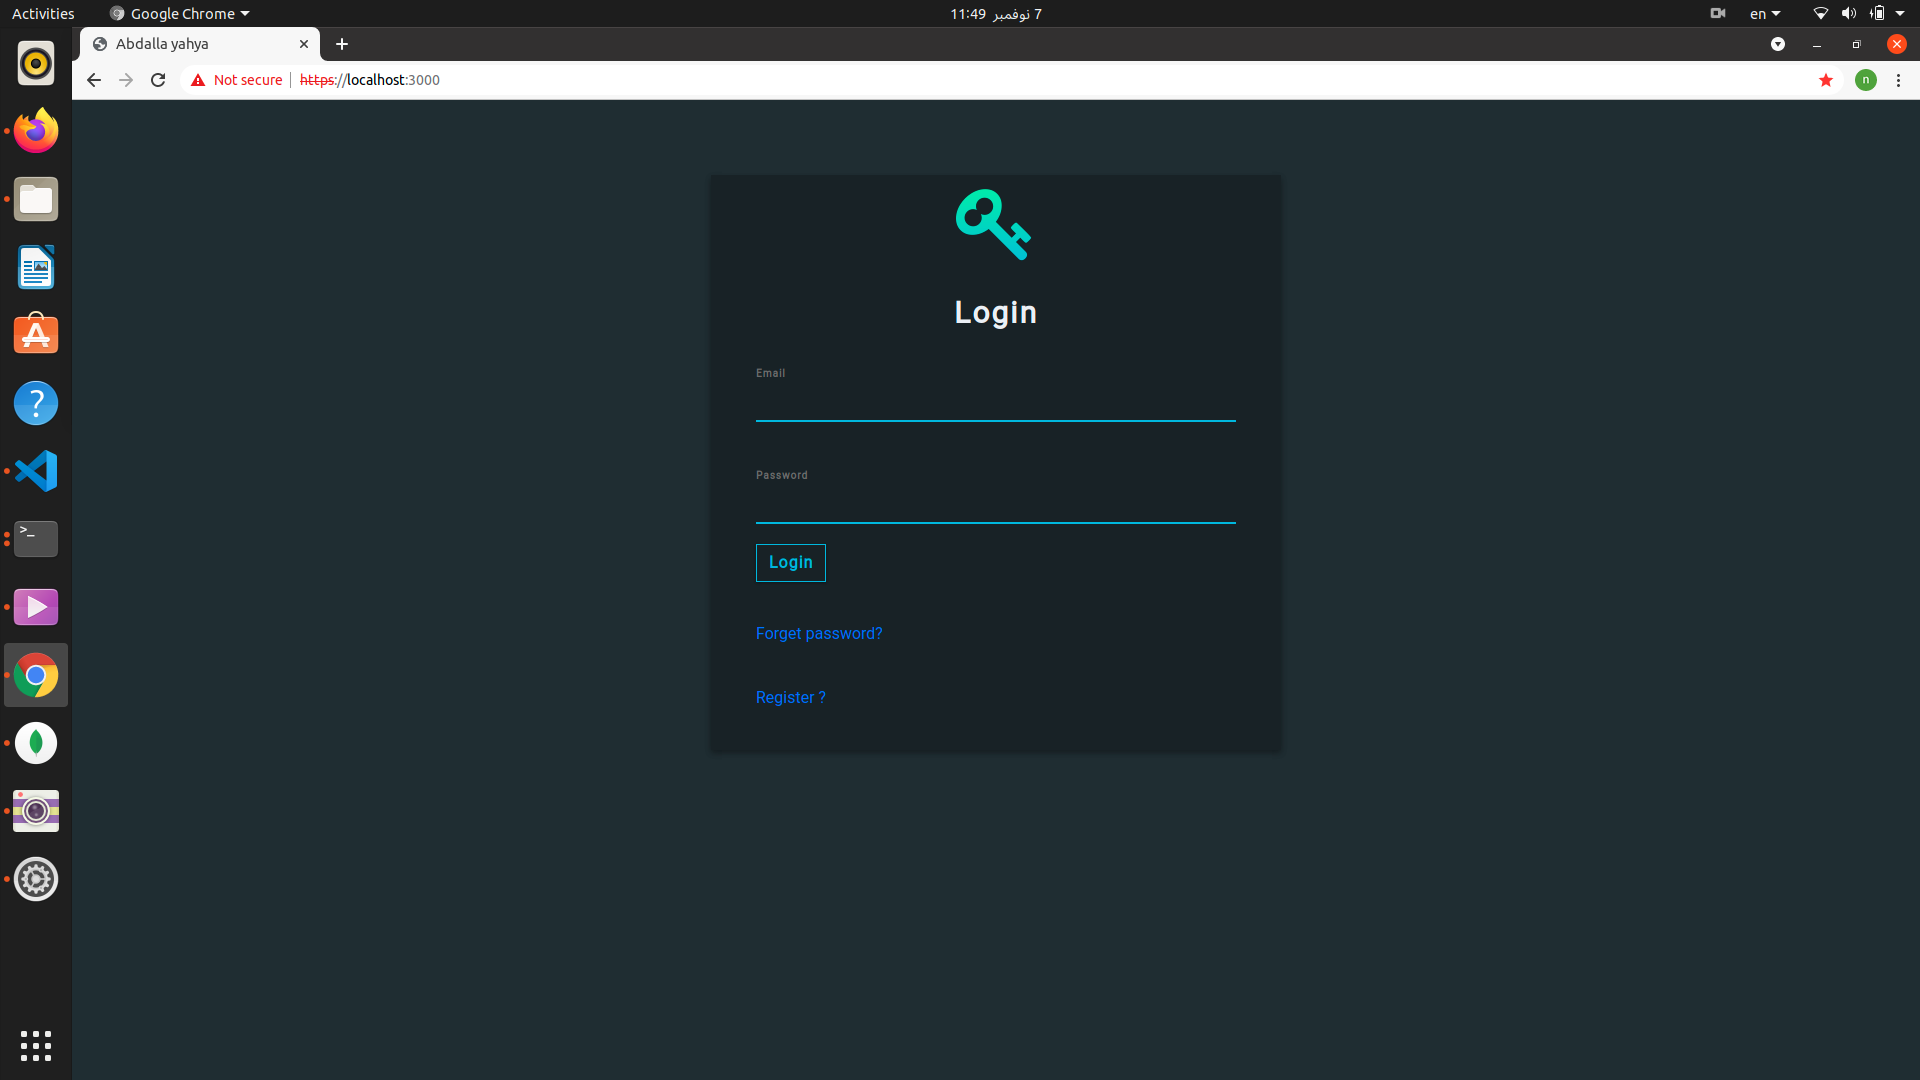 Activities
Google Chrome
7 نوفمبر 11:49
en
Abdalla yahya
Not secure
https://localhost:3000
n
Login
Email
Password
Login
Forget password?
Register ?